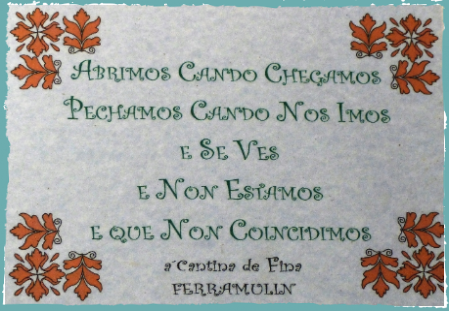 Abrimos Cando Chegamos
Pechamos Cando Nos Imos
e Se Ves
e Non Estamos
e que Non Coincidimos
a'Cantina de Fina
FERRAMULIN